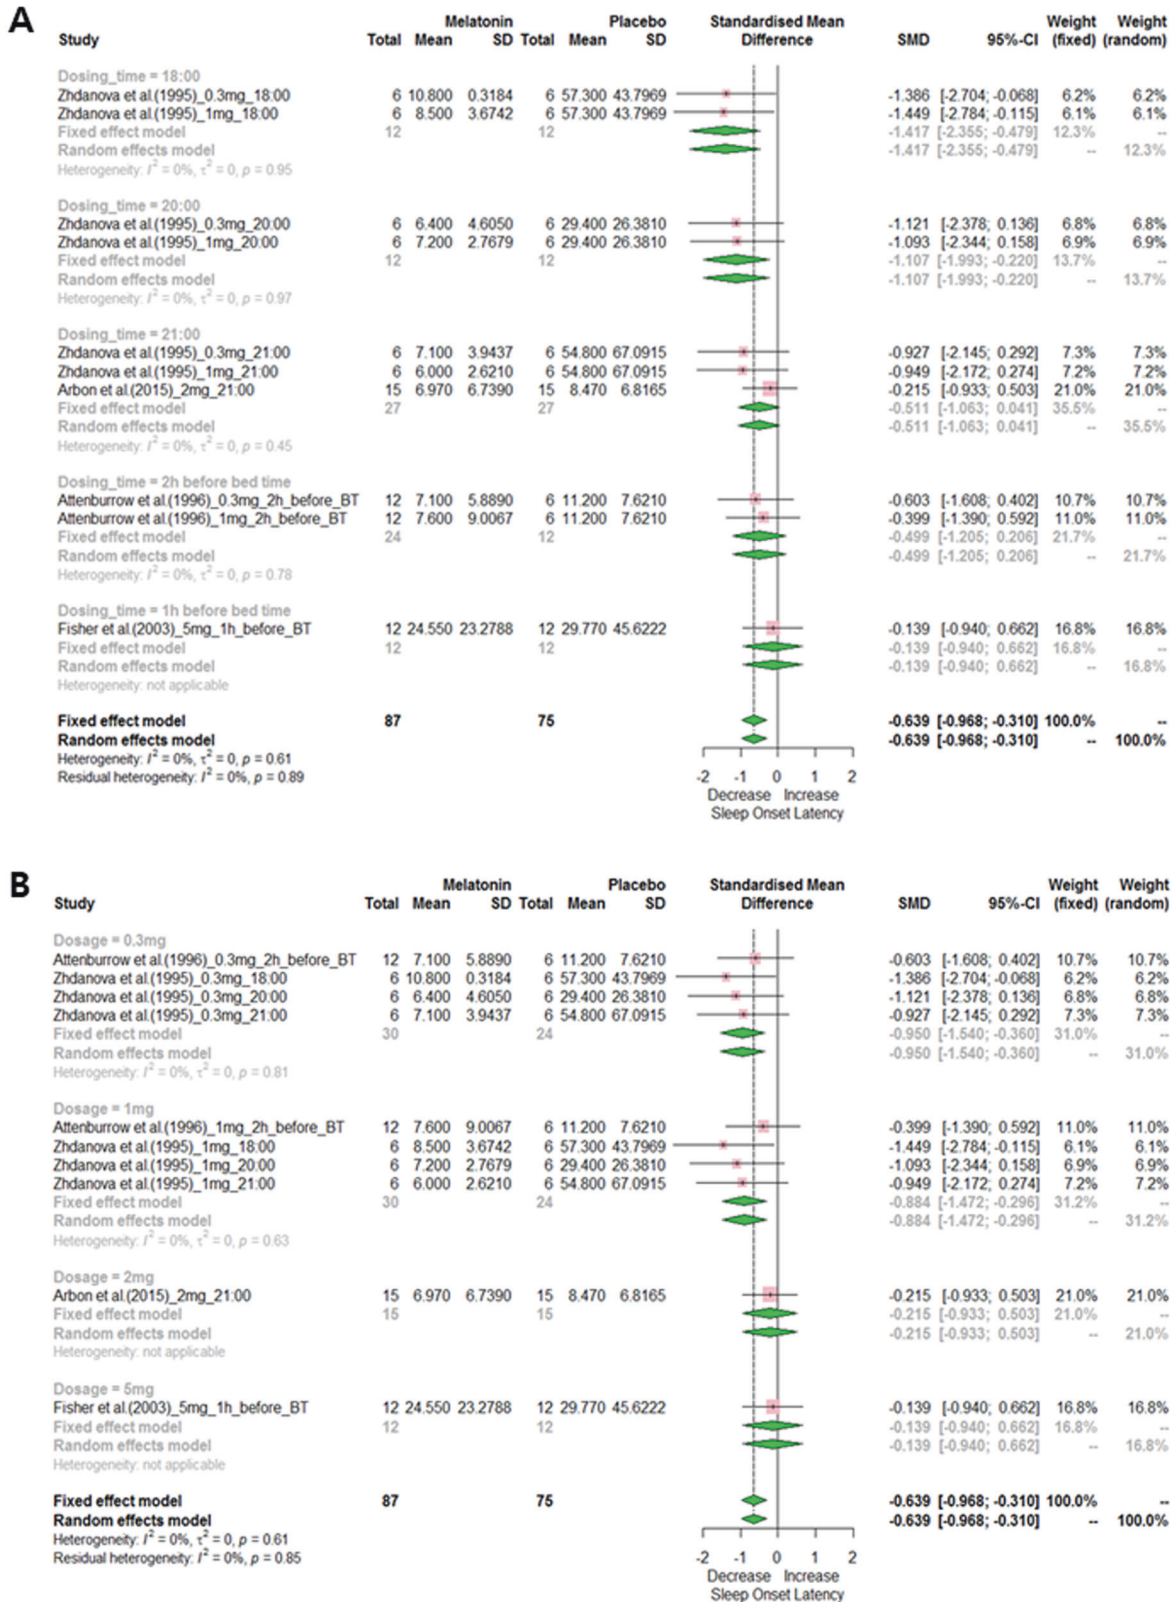 A
Melatonin Placebo Standardised Mean Weight Weight
Study Total Mean SD Total Mean SD Difference SMD 95%-CI (fixed) (random)
Dosing_time = 18:00
Zhdanova et al.(1995)_0.3mg_18:00 6 10.800 0.3184 6 57.300 43.7969 -1.386 [-2.704; -0.068] 6.2% 6.2%
Zhdanova et al.(1995)_1mg_18:00 6 8.500 3.6742 6 57.300 43.7969 -1.449 [-2.784; -0.115] 6.1% 6.1%
Fixed effect model 12 12 -1.417 [-2.355; -0.479] 12.3% --
Random effects model -1.417 [-2.355; -0.479] -- 12.3%
Heterogeneity: I² = 0%, τ² = 0, p = 0.95
Dosing_time = 20:00
Zhdanova et al.(1995)_0.3mg_20:00 6 6.400 4.6050 6 29.400 26.3810 -1.121 [-2.378; 0.136] 6.8% 6.8%
Zhdanova et al.(1995)_1mg_20:00 6 7.200 2.7679 6 29.400 26.3810 -1.093 [-2.344; 0.158] 6.9% 6.9%
Fixed effect model 12 12 -1.107 [-1.993; -0.220] 13.7% --
Random effects model -1.107 [-1.993; -0.220] -- 13.7%
Heterogeneity: I² = 0%, τ² = 0, p = 0.97
Dosing_time = 21:00
Zhdanova et al.(1995)_0.3mg_21:00 6 7.100 3.9437 6 54.800 67.0915 -0.927 [-2.145; 0.292] 7.3% 7.3%
Zhdanova et al.(1995)_1mg_21:00 6 6.000 2.6210 6 54.800 67.0915 -0.949 [-2.172; 0.274] 7.2% 7.2%
Arbon et al.(2015)_2mg_21:00 15 6.970 6.7390 15 8.470 6.8165 -0.215 [-0.933; 0.503] 21.0% 21.0%
Fixed effect model 27 27 -0.511 [-1.063; 0.041] 35.5% --
Random effects model -0.511 [-1.063; 0.041] -- 35.5%
Heterogeneity: I² = 0%, τ² = 0, p = 0.45
Dosing_time = 2h before bed time
Attenburrow et al.(1996)_0.3mg_2h_before_BT 12 7.100 5.8890 6 11.200 7.6210 -0.603 [-1.608; 0.402] 10.7% 10.7%
Attenburrow et al.(1996)_1mg_2h_before_BT 12 7.600 9.0067 6 11.200 7.6210 -0.399 [-1.390; 0.592] 11.0% 11.0%
Fixed effect model 24 12 -0.499 [-1.205; 0.206] 21.7% --
Random effects model -0.499 [-1.205; 0.206] -- 21.7%
Heterogeneity: I² = 0%, τ² = 0, p = 0.78
Dosing_time = 1h before bed time
Fisher et al.(2003)_5mg_1h_before_BT 12 24.550 23.2788 12 29.770 45.6222 -0.139 [-0.940; 0.662] 16.8% 16.8%
Fixed effect model 12 12 -0.139 [-0.940; 0.662] 16.8% --
Random effects model -0.139 [-0.940; 0.662] -- 16.8%
Heterogeneity: not applicable
Fixed effect model 87 75 -0.639 [-0.968; -0.310] 100.0% --
Random effects model -0.639 [-0.968; -0.310] -- 100.0%
Heterogeneity: I² = 0%, τ² = 0, p = 0.61
Residual heterogeneity: I² = 0%, p = 0.89
-2 -1 0 1 2
Decrease Increase
Sleep Onset Latency
B
Melatonin Placebo Standardised Mean Weight Weight
Study Total Mean SD Total Mean SD Difference SMD 95%-CI (fixed) (random)
Dosage = 0.3mg
Attenburrow et al.(1996)_0.3mg_2h_before_BT 12 7.100 5.8890 6 11.200 7.6210 -0.603 [-1.608; 0.402] 10.7% 10.7%
Zhdanova et al.(1995)_0.3mg_18:00 6 10.800 0.3184 6 57.300 43.7969 -1.386 [-2.704; -0.068] 6.2% 6.2%
Zhdanova et al.(1995)_0.3mg_20:00 6 6.400 4.6050 6 29.400 26.3810 -1.121 [-2.378; 0.136] 6.8% 6.8%
Zhdanova et al.(1995)_0.3mg_21:00 6 7.100 3.9437 6 54.800 67.0915 -0.927 [-2.145; 0.292] 7.3% 7.3%
Fixed effect model 30 24 -0.950 [-1.540; -0.360] 31.0% --
Random effects model -0.950 [-1.540; -0.360] -- 31.0%
Heterogeneity: I² = 0%, τ² = 0, p = 0.81
Dosage = 1mg
Attenburrow et al.(1996)_1mg_2h_before_BT 12 7.600 9.0067 6 11.200 7.6210 -0.399 [-1.390; 0.592] 11.0% 11.0%
Zhdanova et al.(1995)_1mg_18:00 6 8.500 3.6742 6 57.300 43.7969 -1.449 [-2.784; -0.115] 6.1% 6.1%
Zhdanova et al.(1995)_1mg_20:00 6 7.200 2.7679 6 29.400 26.3810 -1.093 [-2.344; 0.158] 6.9% 6.9%
Zhdanova et al.(1995)_1mg_21:00 6 6.000 2.6210 6 54.800 67.0915 -0.949 [-2.172; 0.274] 7.2% 7.2%
Fixed effect model 30 24 -0.884 [-1.472; -0.296] 31.2% --
Random effects model -0.884 [-1.472; -0.296] -- 31.2%
Heterogeneity: I² = 0%, τ² = 0, p = 0.63
Dosage = 2mg
Arbon et al.(2015)_2mg_21:00 15 6.970 6.7390 15 8.470 6.8165 -0.215 [-0.933; 0.503] 21.0% 21.0%
Fixed effect model 15 15 -0.215 [-0.933; 0.503] 21.0% --
Random effects model -0.215 [-0.933; 0.503] -- 21.0%
Heterogeneity: not applicable
Dosage = 5mg
Fisher et al.(2003)_5mg_1h_before_BT 12 24.550 23.2788 12 29.770 45.6222 -0.139 [-0.940; 0.662] 16.8% 16.8%
Fixed effect model 12 12 -0.139 [-0.940; 0.662] 16.8% --
Random effects model -0.139 [-0.940; 0.662] -- 16.8%
Heterogeneity: not applicable
Fixed effect model 87 75 -0.639 [-0.968; -0.310] 100.0% --
Random effects model -0.639 [-0.968; -0.310] -- 100.0%
Heterogeneity: I² = 0%, τ² = 0, p = 0.61
Residual heterogeneity: I² = 0%, p = 0.85
-2 -1 0 1 2
Decrease Increase
Sleep Onset Latency